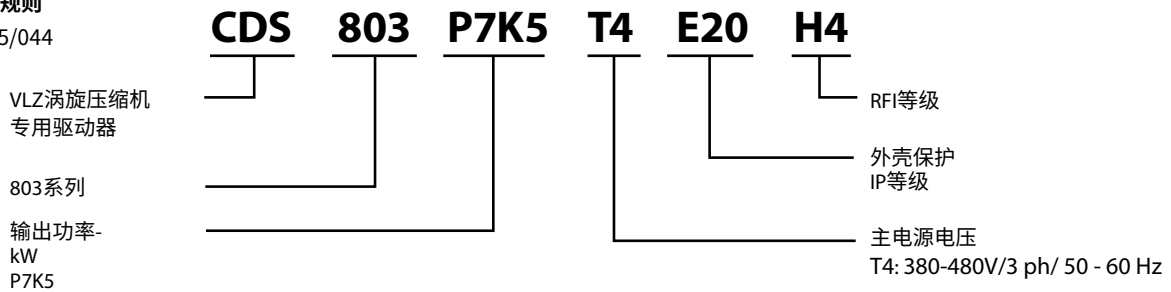 规则
5/044
CDS 803 P7K5 T4 E20 H4
VLZ涡旋压缩机
专用驱动器
803系列
输出功率-
kW
P7K5
RFI等级
外壳保护
IP等级
主电源电压
T4: 380-480V/3 ph/ 50 - 60 Hz